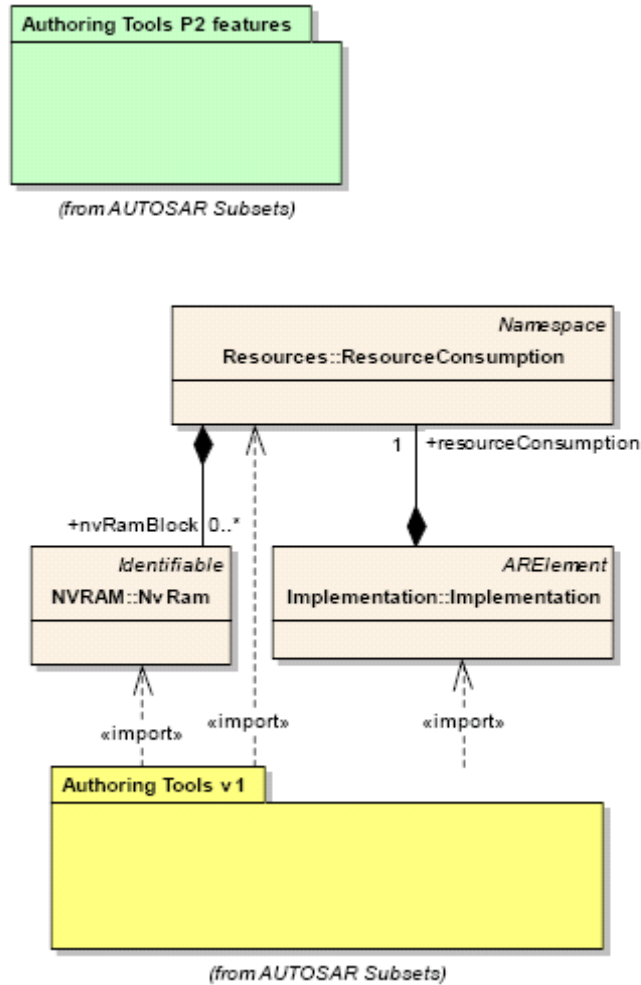 Authoring Tools P2 features
(from AUTOSAR Subsets)
Namespace
Resources::ResourceConsumption
1 +resourceConsumption
+nvRamBlock 0..*
Identifiable
NVRAM::NvRam
ARElement
Implementation::Implementation
«import» «import» «import»
Authoring Tools v1
(from AUTOSAR Subsets)